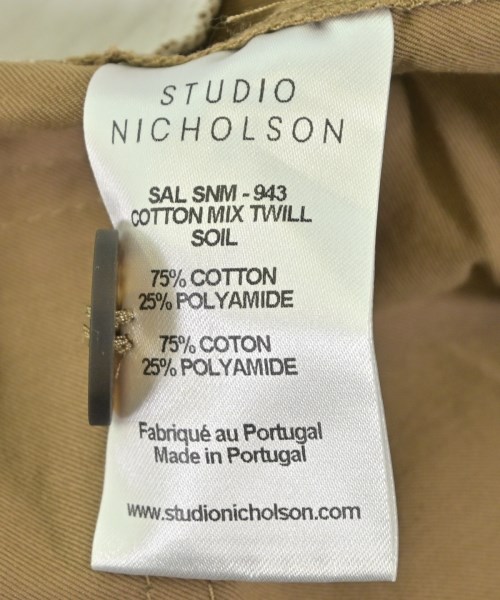 STUDIO
NICHOLSON
SAL SNM - 943
COTTON MIX TWILL
SOIL
75% COTTON
25% POLYAMIDE
75% COTON
25% POLYAMIDE
Fabriqué au Portugal
Made in Portugal
www.studionicholson.com